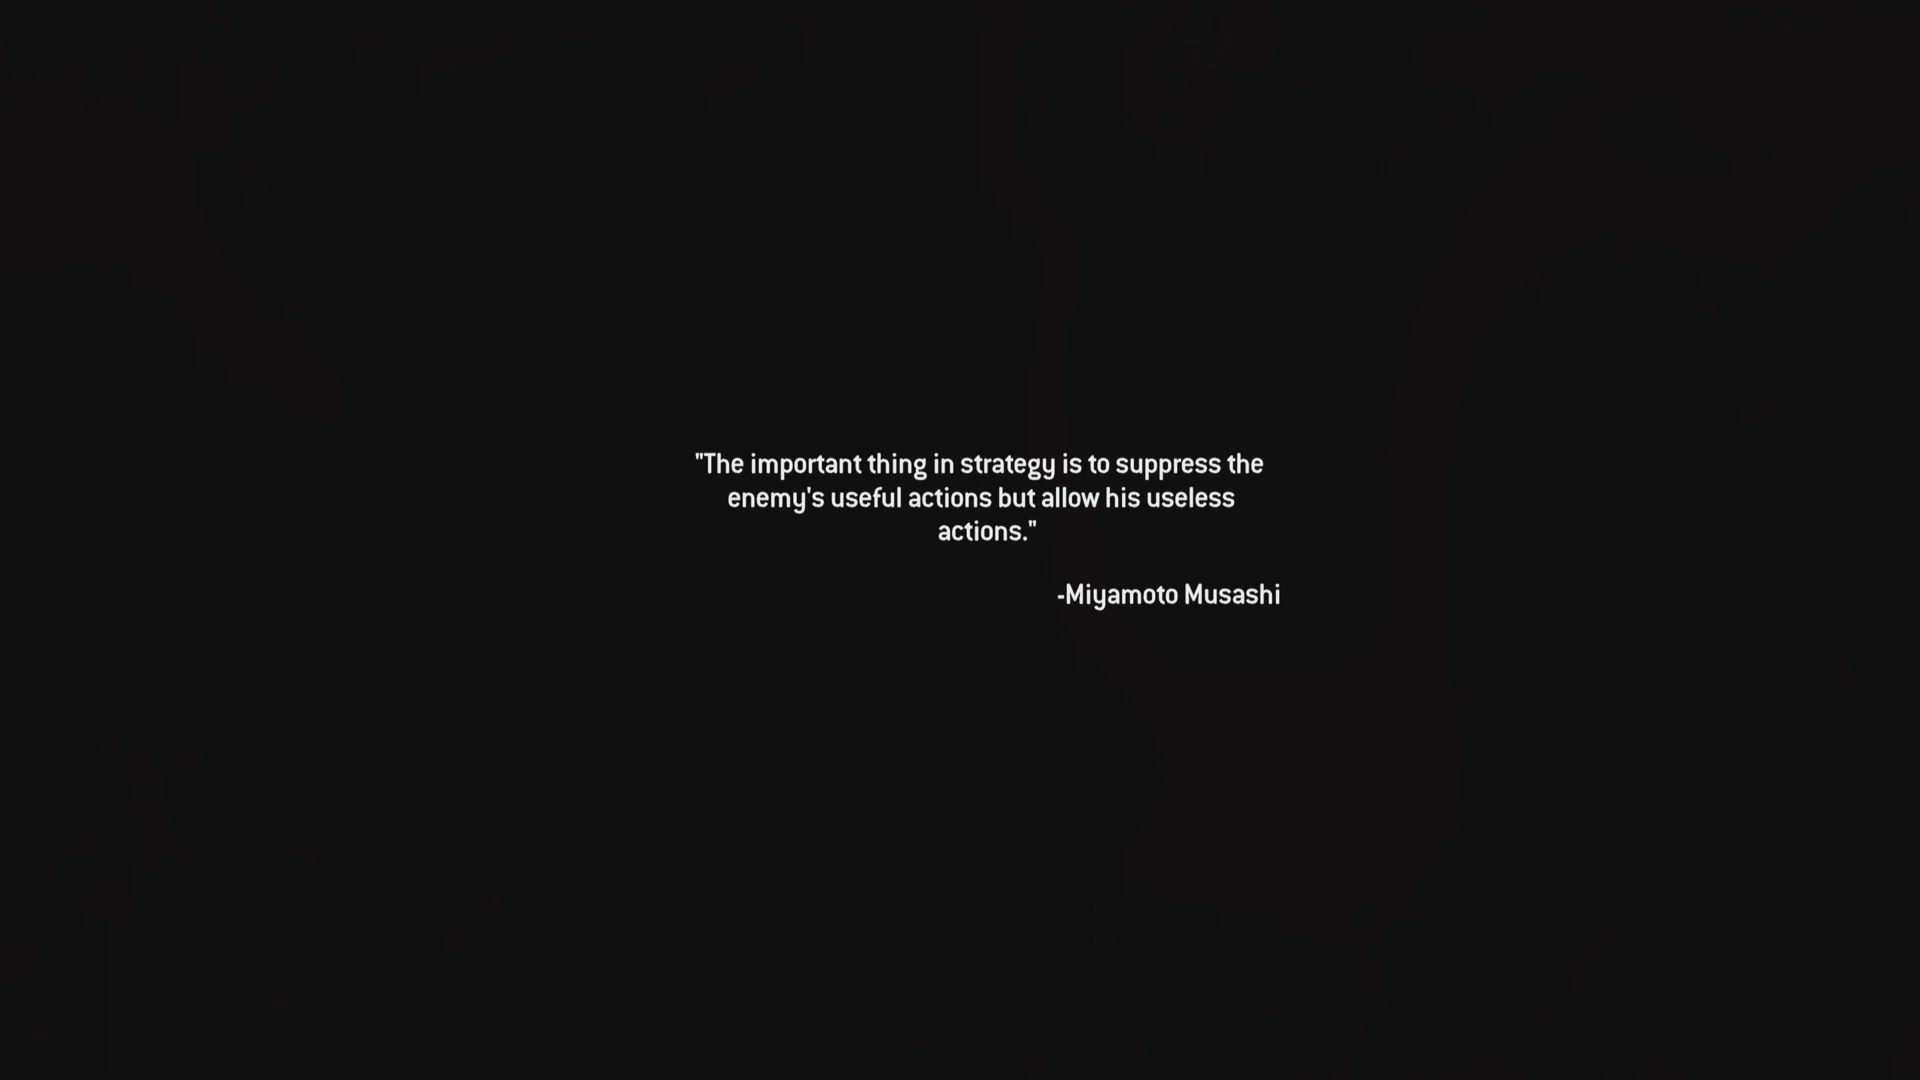 "The important thing in strategy is to suppress the
enemy's useful actions but allow his useless
actions."
-Miyamoto Musashi